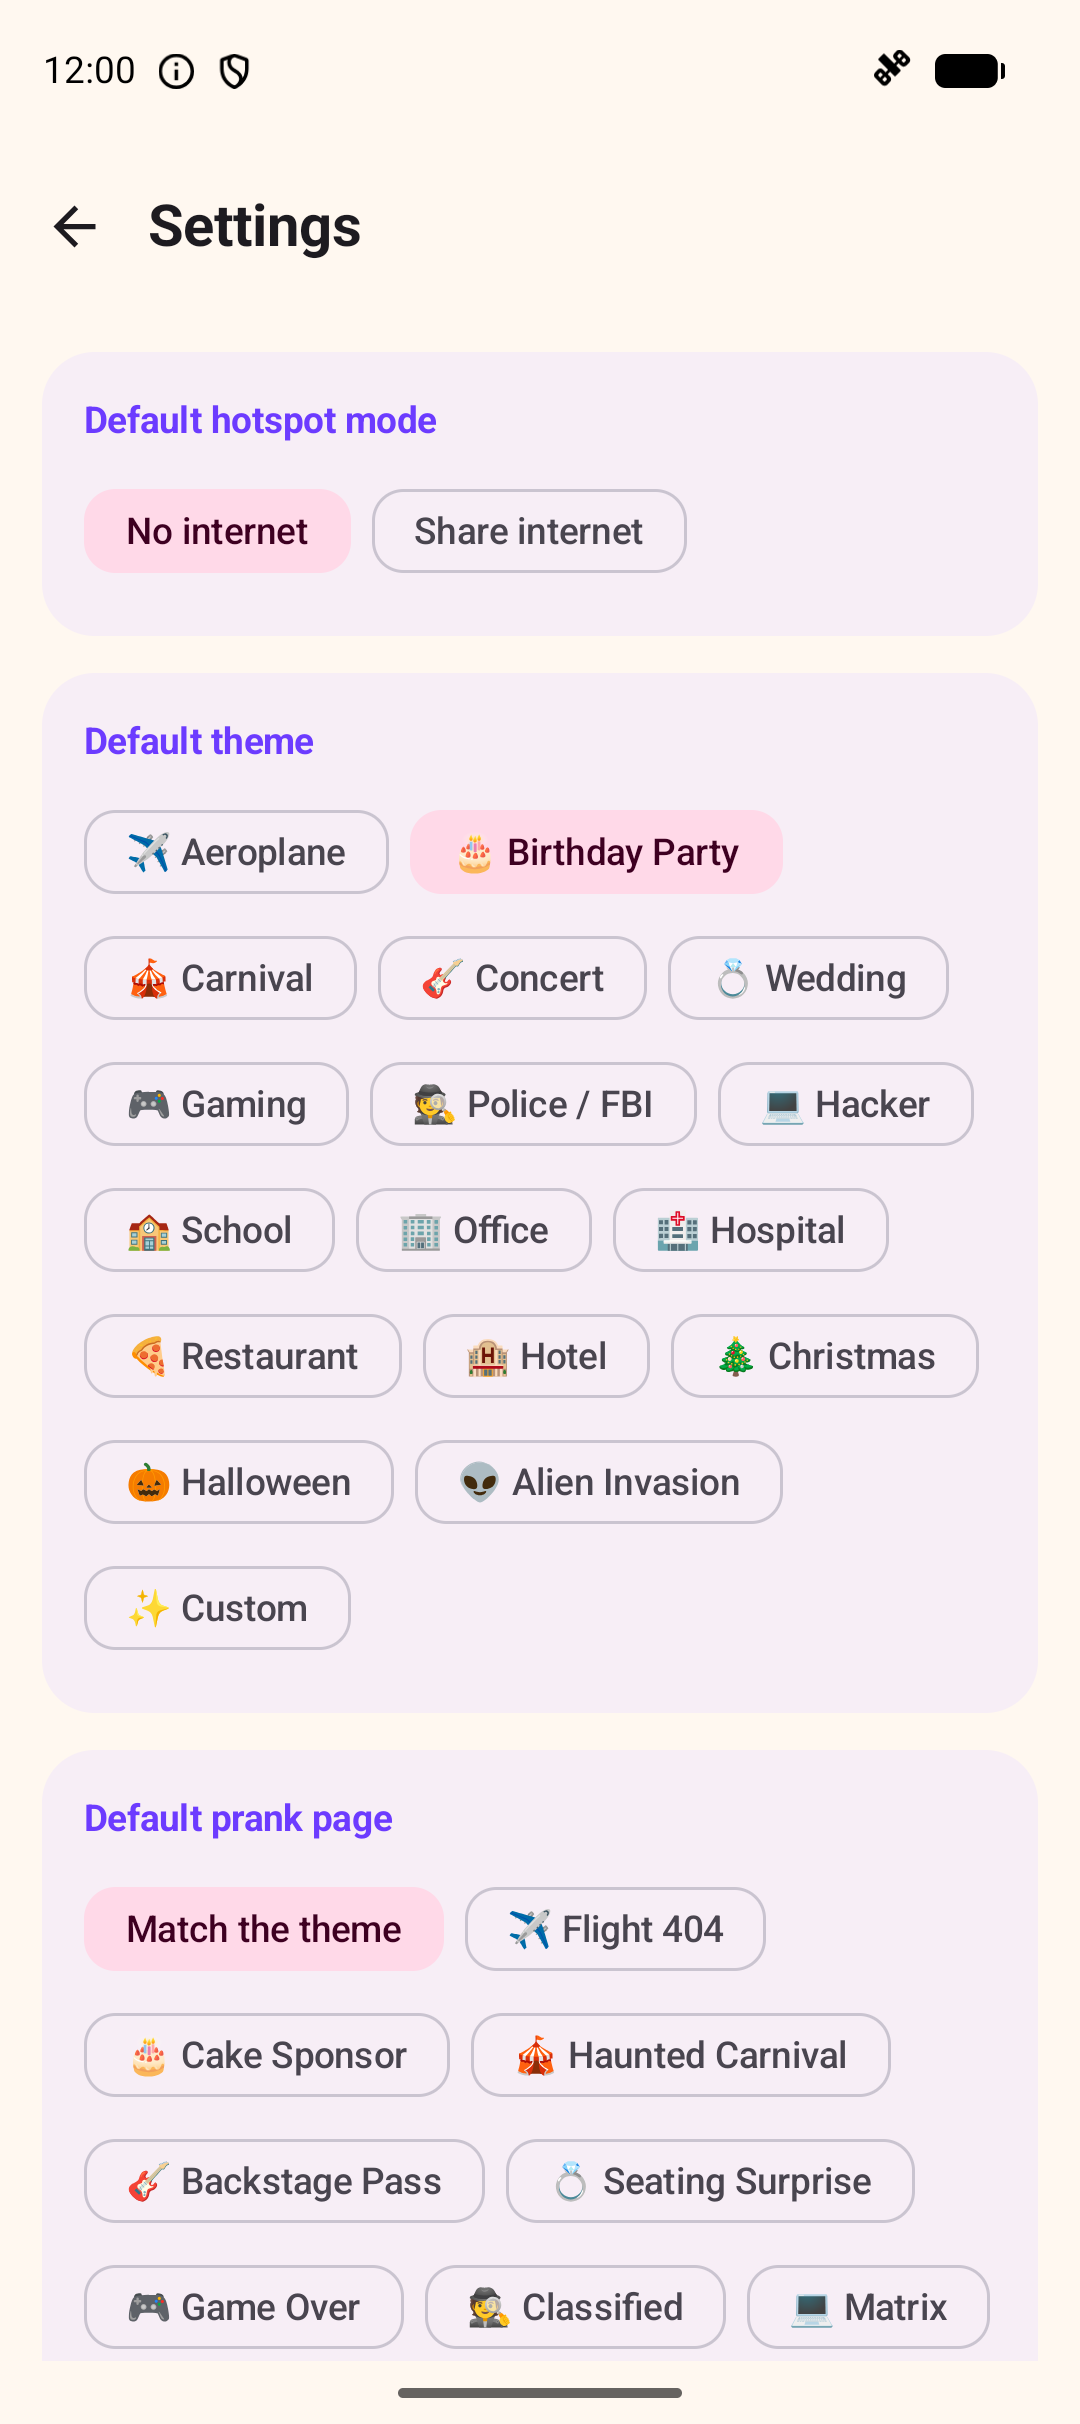 12:00
Settings
Default hotspot mode
No internet
Share internet
Default theme
✈️ Aeroplane
🎂 Birthday Party
🎪 Carnival
🎸 Concert
💍 Wedding
🎮 Gaming
🕵️ Police / FBI
💻 Hacker
🏫 School
🏢 Office
🏥 Hospital
🍕 Restaurant
🏨 Hotel
🎄 Christmas
🎃 Halloween
👽 Alien Invasion
✨ Custom
Default prank page
Match the theme
✈️ Flight 404
🎂 Cake Sponsor
🎪 Haunted Carnival
🎸 Backstage Pass
💍 Seating Surprise
🎮 Game Over
🕵️ Classified
💻 Matrix